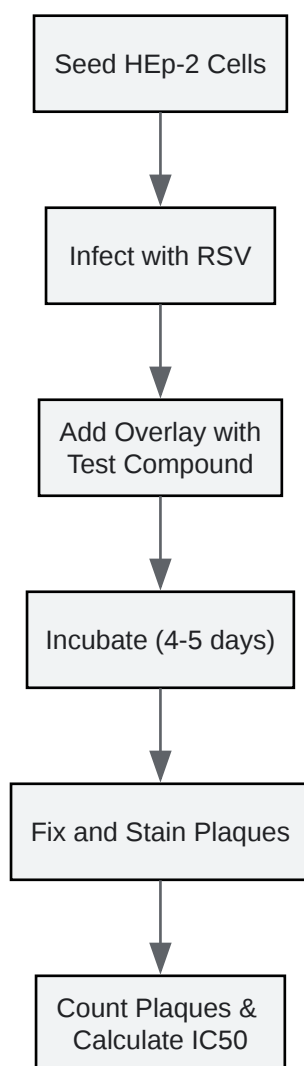 Seed HEp-2 Cells
Infect with RSV
Add Overlay with
Test Compound
Incubate (4-5 days)
Fix and Stain Plaques
Count Plaques &
Calculate IC50